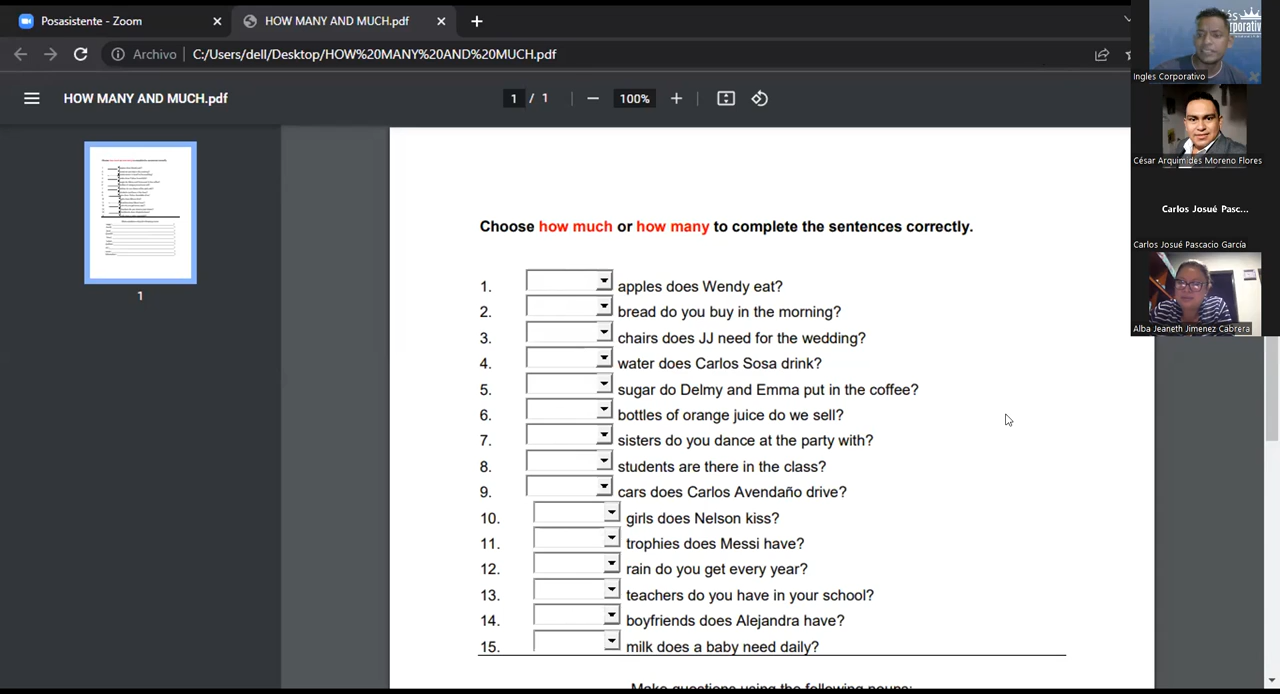 Posasistente - Zoom
HOW MANY AND MUCH.pdf
Archivo
C:/Users/dell/Desktop/HOW%20MANY%20AND%20MUCH.pdf
HOW MANY AND MUCH.pdf
1 / 1
100%
Ingles Corporativo
César Arquimides Moreno Flores
Carlos Josué Pasc...
Carlos Josué Pascacio García
Alba Jeaneth Jimenez Cabrera
1
Choose how much or how many to complete the sentences correctly.
1. apples does Wendy eat?
2. bread do you buy in the morning?
3. chairs does JJ need for the wedding?
4. water does Carlos Sosa drink?
5. sugar do Delmy and Emma put in the coffee?
6. bottles of orange juice do we sell?
7. sisters do you dance at the party with?
8. students are there in the class?
9. cars does Carlos Avendaño drive?
10. girls does Nelson kiss?
11. trophies does Messi have?
12. rain do you get every year?
13. teachers do you have in your school?
14. boyfriends does Alejandra have?
15. milk does a baby need daily?
Make questions using the following nouns: